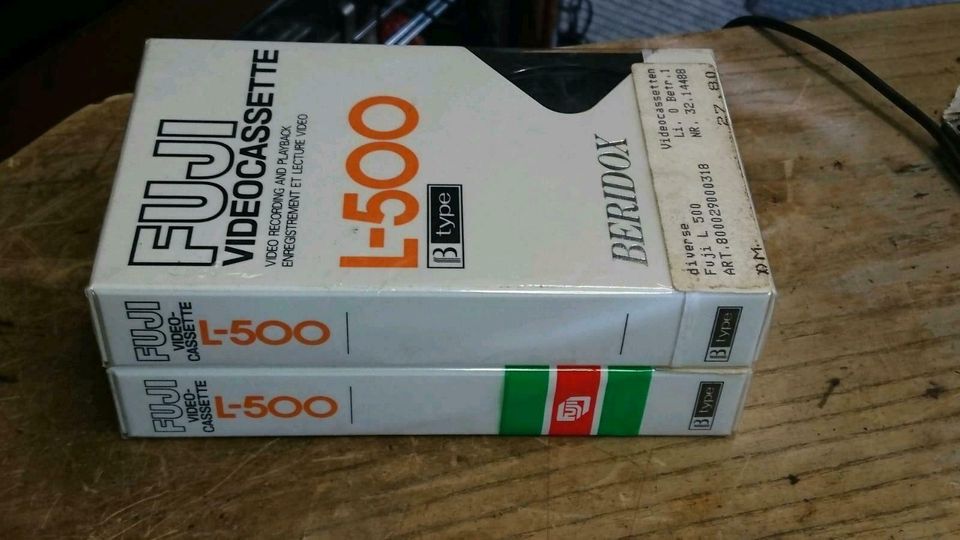 FUJI
VIDEOCASSETTE
VIDEO RECORDING AND PLAYBACK
ENREGISTREMENT ET LECTURE VIDEO
L-500
β type
BERIDOX
Videocassetten
Li. 0 Betr.1
NR. 32.14408
27.80
diverse
Fuji L 500
ART.800029000318
DM.
FUJI
VIDEO-
CASSETTE
L-500
β type
FUJI
VIDEO-
CASSETTE
L-500
FUJI
β type